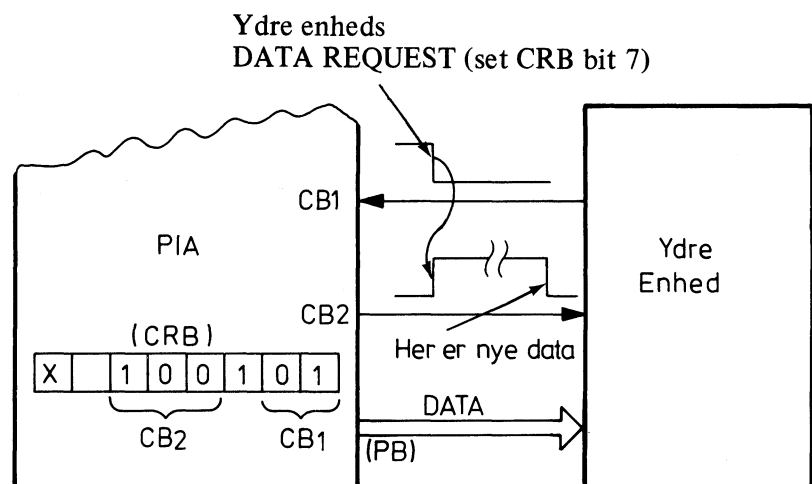 Ydre enheds
DATA REQUEST (set CRB bit 7)
CB1
PIA
Ydre
Enhed
CB2
(CRB)
Her er nye data
X 1 0 0 1 0 1
DATA
CB2
CB1
(PB)